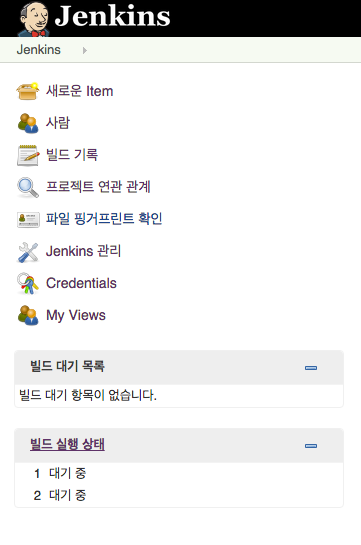 Jenkins
Jenkins
새로운 Item
사람
빌드 기록
프로젝트 연관 관계
파일 핑거프린트 확인
Jenkins 관리
Credentials
My Views
빌드 대기 목록
빌드 대기 항목이 없습니다.
빌드 실행 상태
1 대기 중
2 대기 중